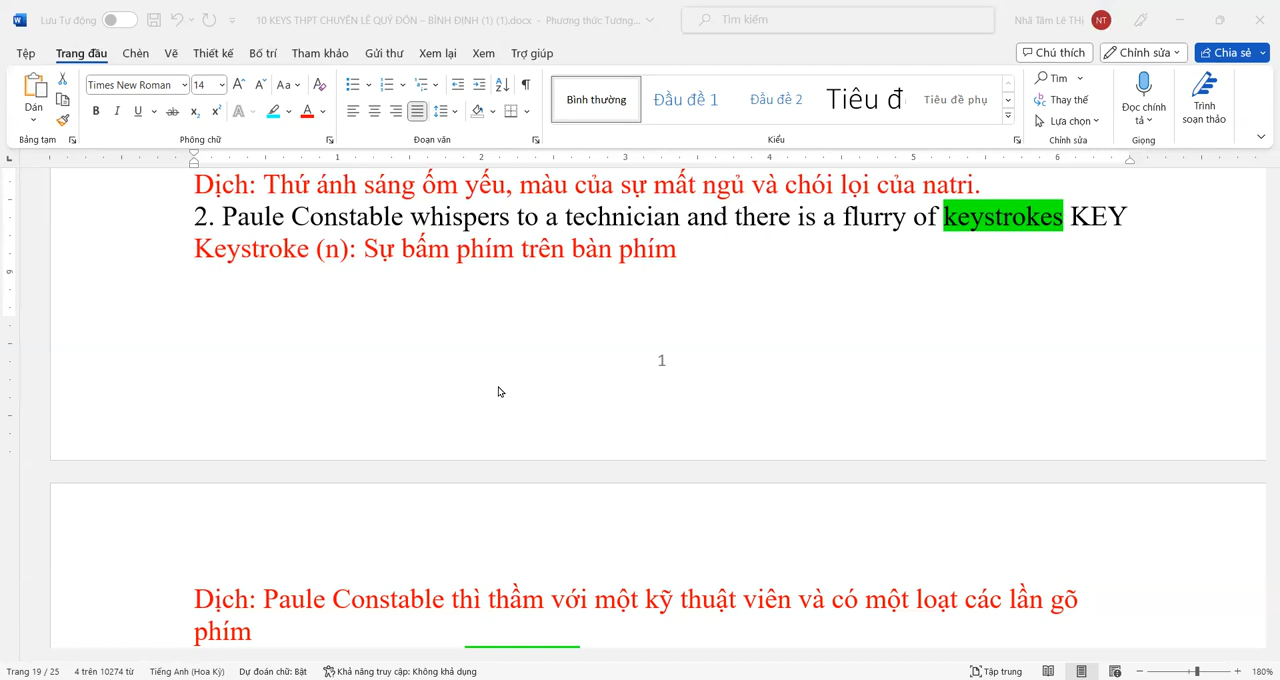 Lưu Tự động
10 KEYS THPT CHUYÊN LÊ QUÝ ĐÔN – BÌNH ĐỊNH (1) (1).docx - Phương thức Tương...
Tìm kiếm
Nhã Tâm Lê THị NT
Tệp Trang đầu Chèn Vẽ Thiết kế Bố trí Tham khảo Gửi thư Xem lại Xem Trợ giúp
Chú thích Chỉnh sửa Chia sẻ
Dán
Times New Roman 14
Bình thường Đầu đề 1 Đầu đề 2 Tiêu đ Tiêu đề phụ
Tìm
Thay thế
Lựa chọn
Đọc chính tả
Trình soạn thảo
Bảng tạm Phông chữ Đoạn văn Kiểu Chỉnh sửa Giọng
1 2 3 4 5 6
Dịch: Thứ ánh sáng ốm yếu, màu của sự mất ngủ và chói lọi của natri.
2. Paule Constable whispers to a technician and there is a flurry of keystrokes KEY
Keystroke (n): Sự bấm phím trên bàn phím
1
Dịch: Paule Constable thì thầm với một kỹ thuật viên và có một loạt các lần gõ
phím
Trang 19 / 25 4 trên 10274 từ Tiếng Anh (Hoa Kỳ) Dự đoán chữ: Bật Khả năng truy cập: Không khả dụng Tập trung 180%